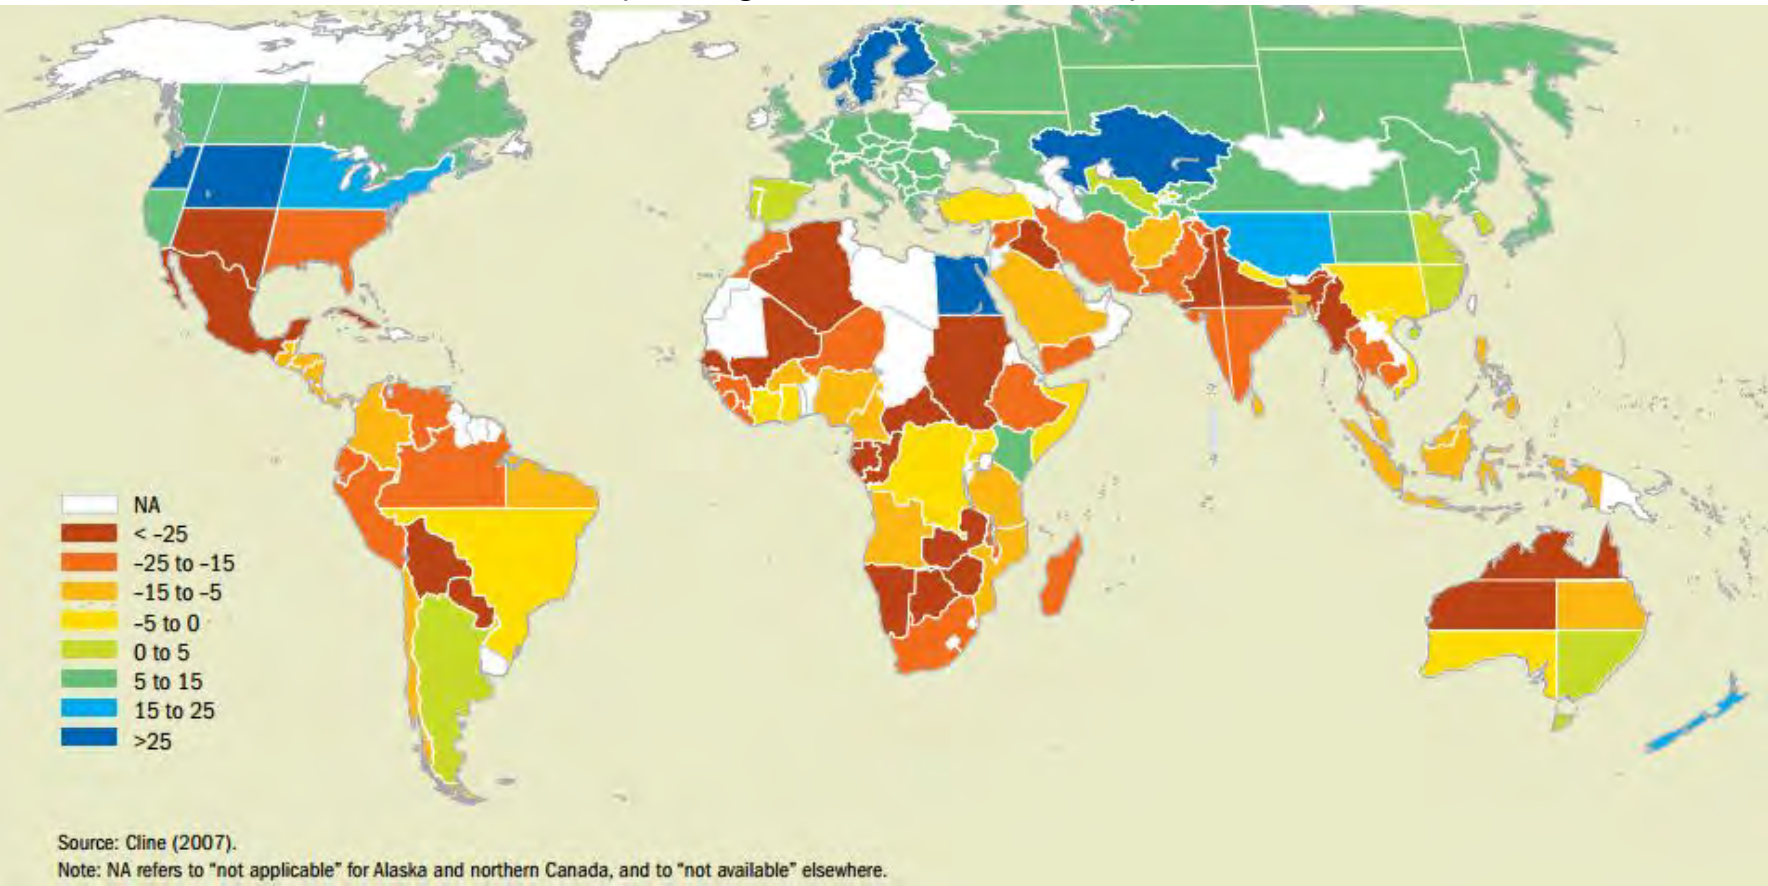 NA
< -25
-25 to -15
-15 to -5
-5 to 0
0 to 5
5 to 15
15 to 25
>25
Source: Cline (2007).
Note: NA refers to “not applicable” for Alaska and northern Canada, and to “not available” elsewhere.